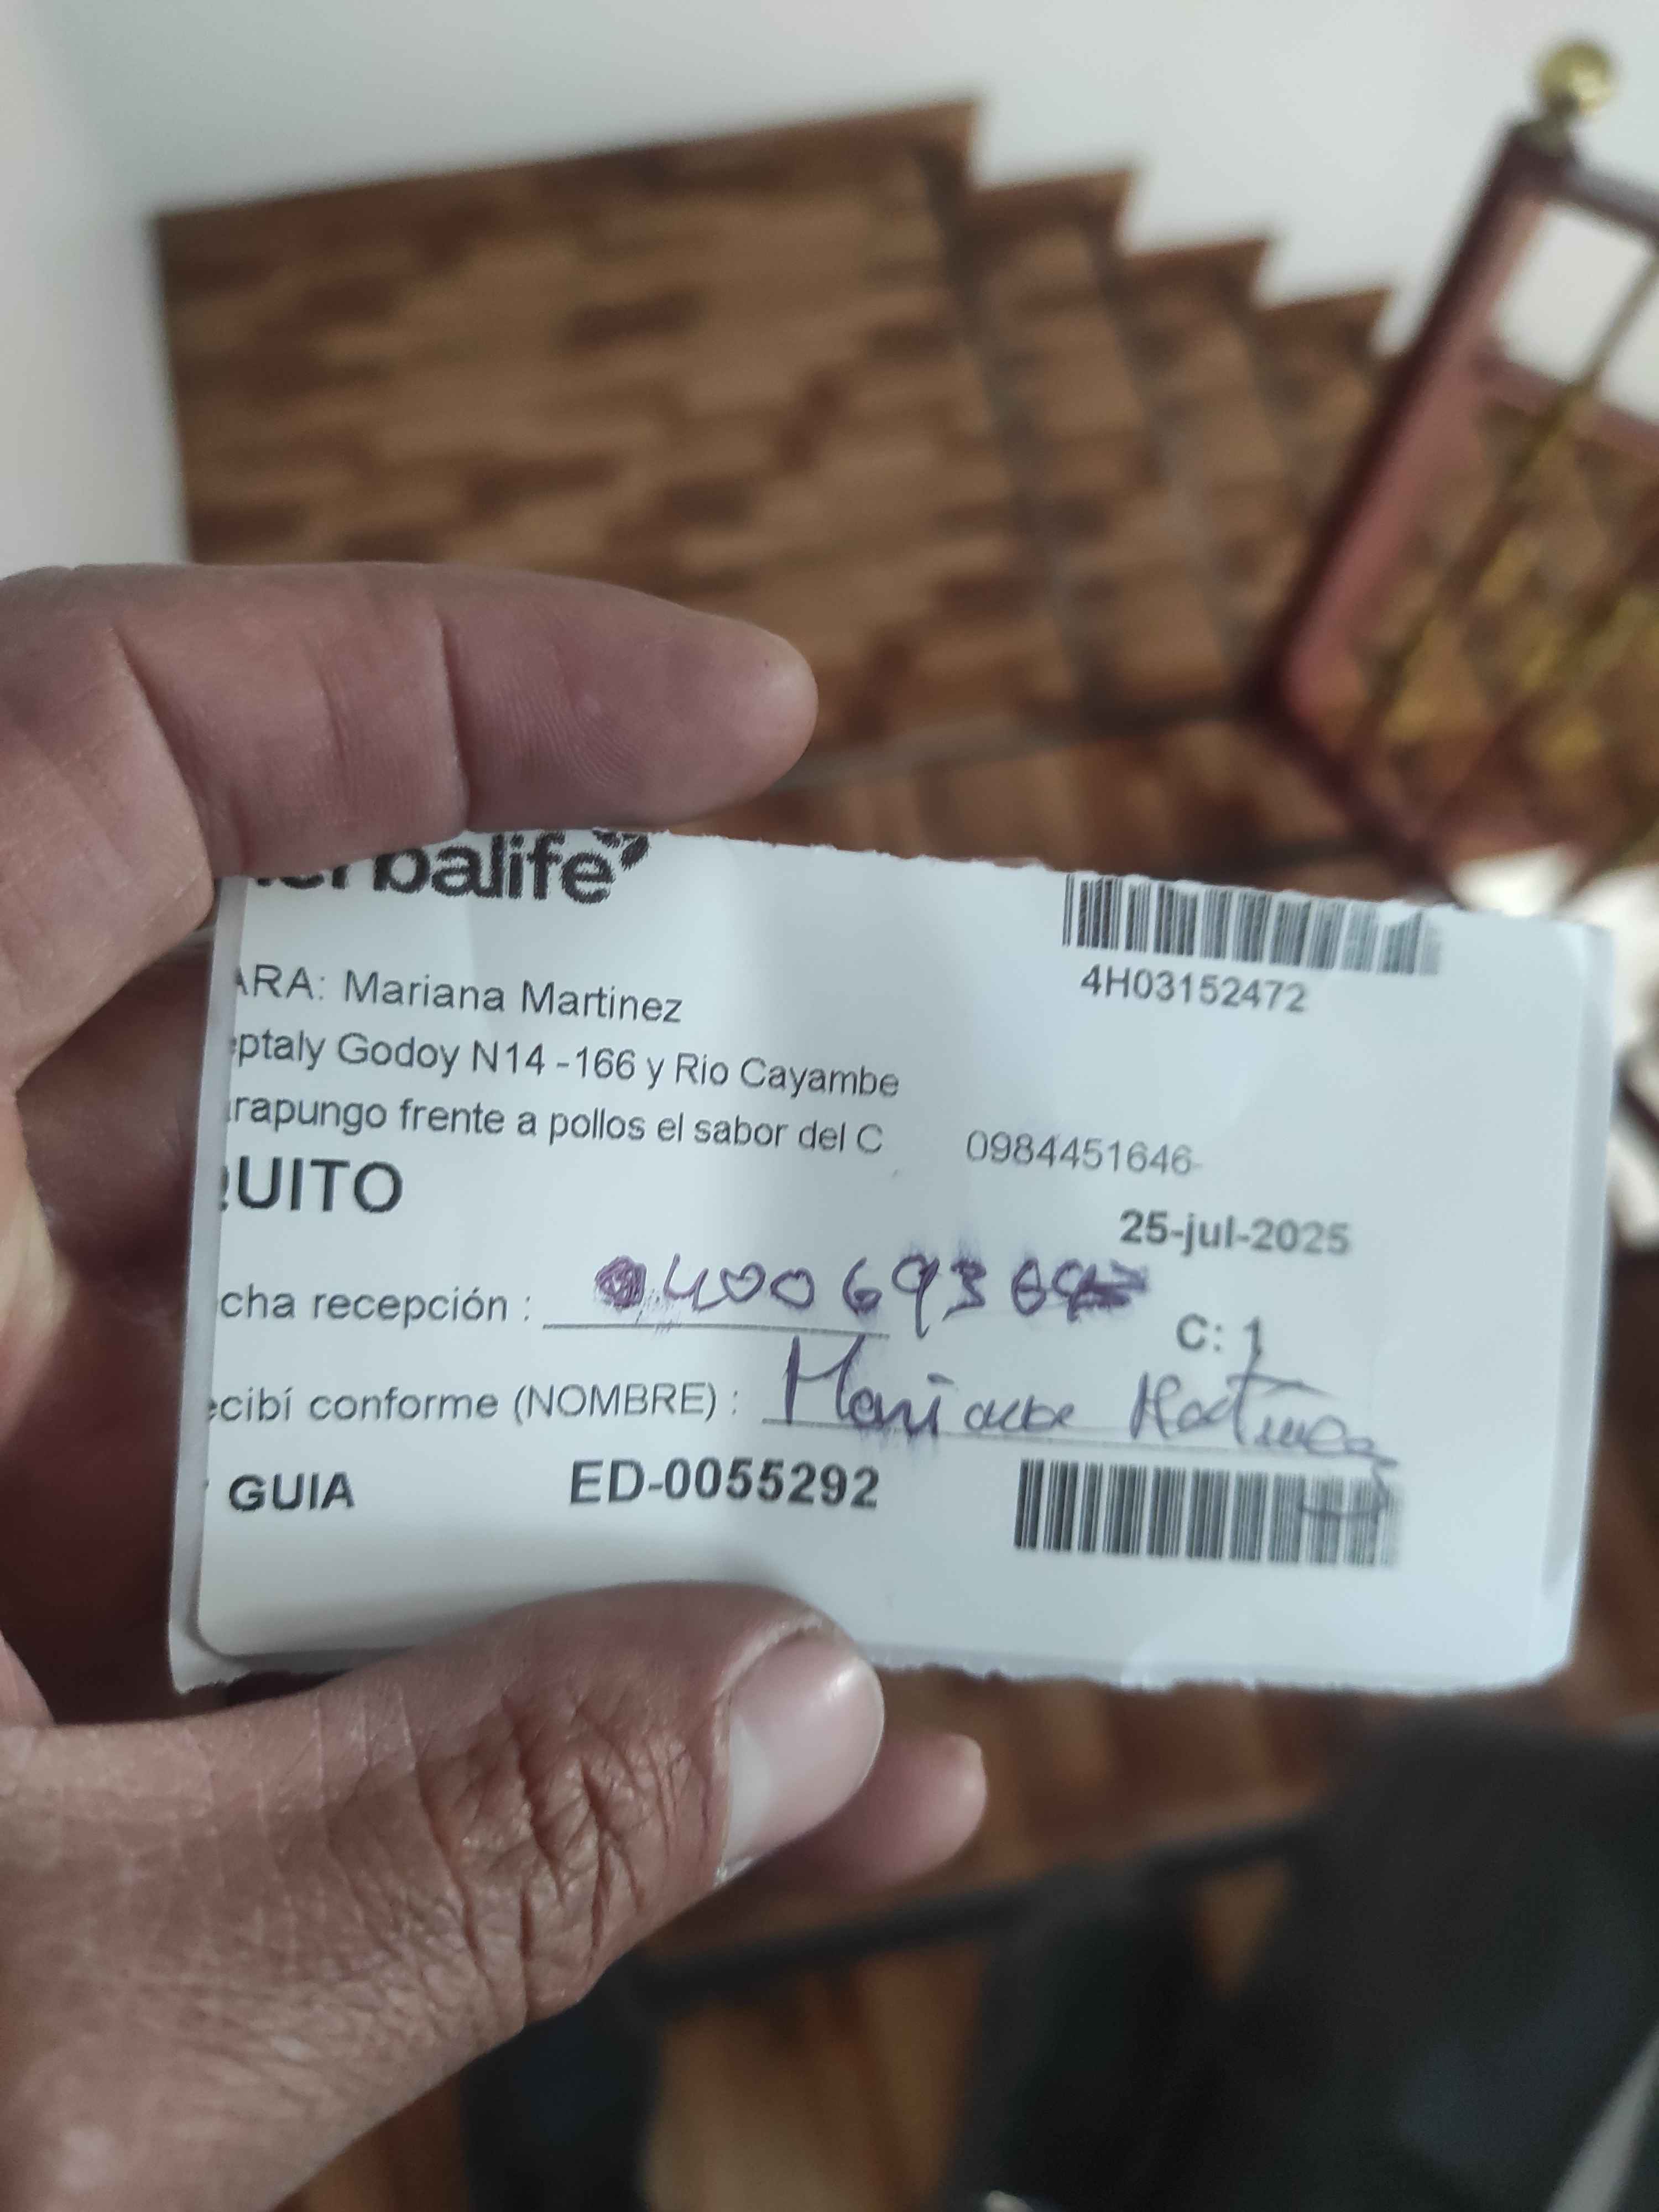 erbalife
4H03152472
ARA: Mariana Martinez
eptaly Godoy N14 -166 y Rio Cayambe
arapungo frente a pollos el sabor del C 0984451646-
QUITO
25-jul-2025
cha recepción :
C: 1
ecibí conforme (NOMBRE) :
GUIA ED-0055292